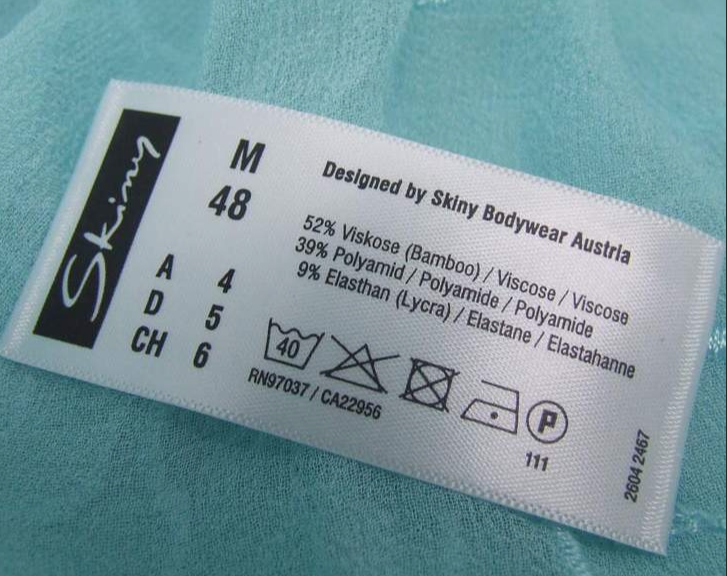 Skiny
M
48
A 4
D 5
CH 6
Designed by Skiny Bodywear Austria
52% Viskose (Bamboo) / Viscose / Viscose
39% Polyamid / Polyamide / Polyamide
9% Elasthan (Lycra) / Elastane / Elastahanne
40
P
RN97037 / CA22956
111
2604 2467